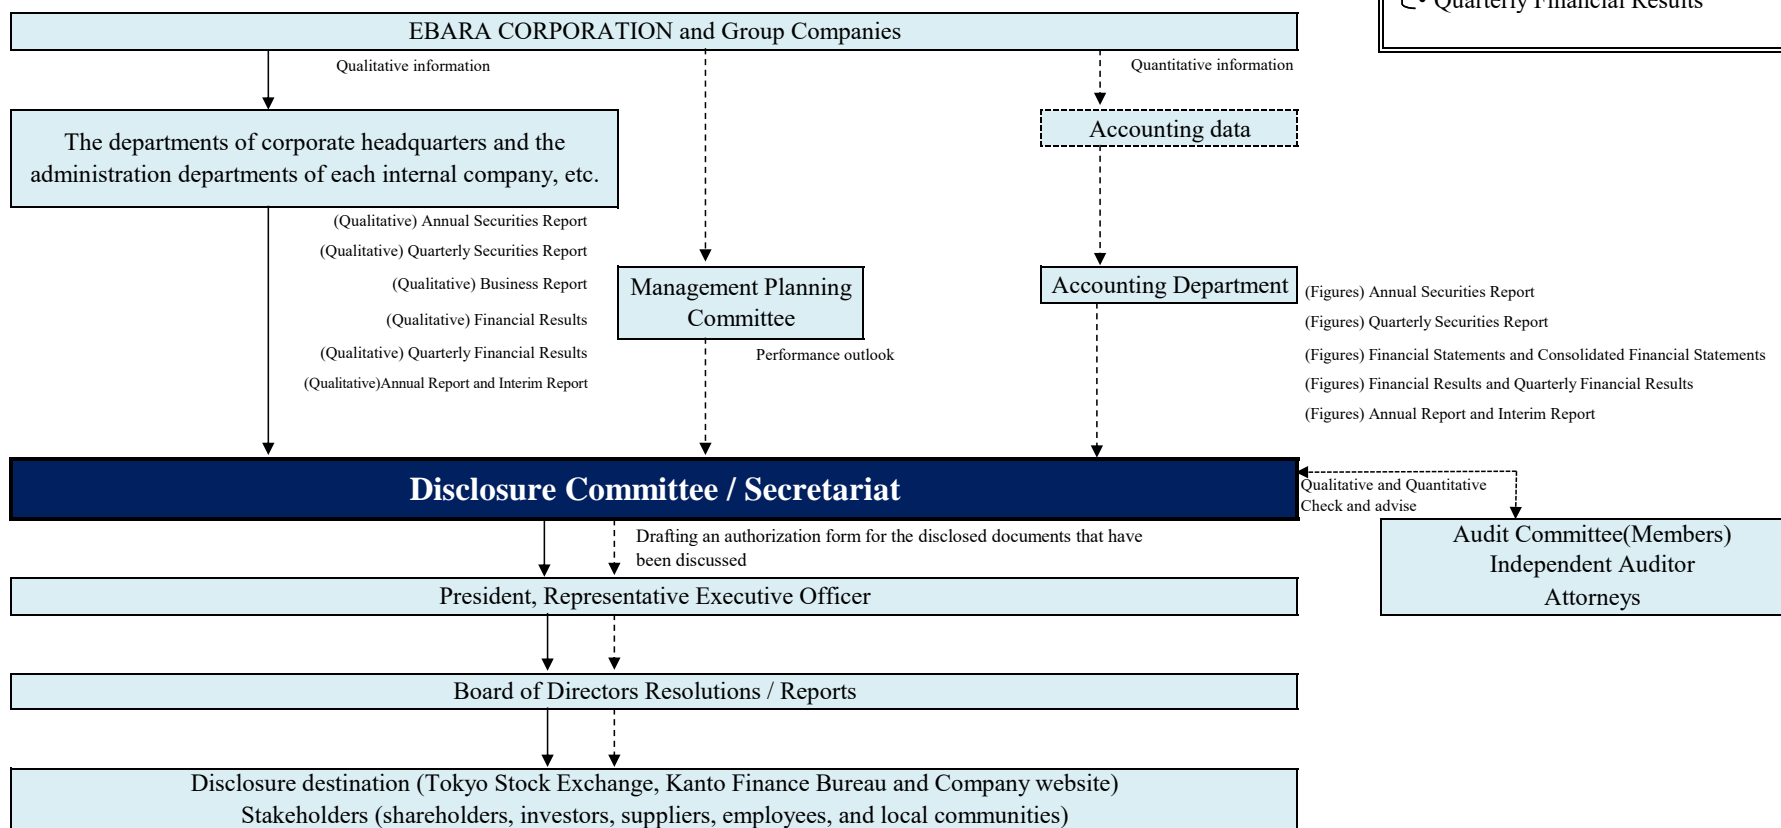 • Quarterly Financial Results
EBARA CORPORATION and Group Companies
Qualitative information
Quantitative information
The departments of corporate headquarters and the
administration departments of each internal company, etc.
Accounting data
(Qualitative) Annual Securities Report
(Qualitative) Quarterly Securities Report
(Qualitative) Business Report
(Qualitative) Financial Results
(Qualitative) Quarterly Financial Results
(Qualitative)Annual Report and Interim Report
Management Planning
Committee
Performance outlook
Accounting Department
(Figures) Annual Securities Report
(Figures) Quarterly Securities Report
(Figures) Financial Statements and Consolidated Financial Statements
(Figures) Financial Results and Quarterly Financial Results
(Figures) Annual Report and Interim Report
Disclosure Committee / Secretariat
Qualitative and Quantitative
Check and advise
Audit Committee(Members)
Independent Auditor
Attorneys
Drafting an authorization form for the disclosed documents that have
been discussed
President, Representative Executive Officer
Board of Directors Resolutions / Reports
Disclosure destination (Tokyo Stock Exchange, Kanto Finance Bureau and Company website)
Stakeholders (shareholders, investors, suppliers, employees, and local communities)